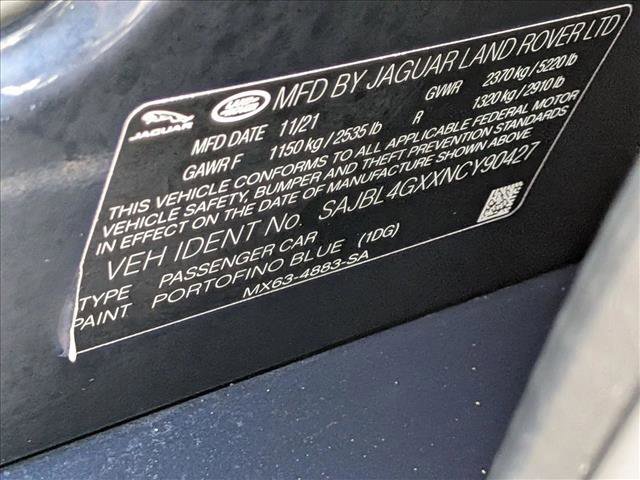 JAGUAR LAND ROVER MFD BY JAGUAR LAND ROVER LTD
MFD DATE 11/21 GVWR 2370 kg / 5220 lb
GAWR F 1150 kg / 2535 lb R 1320 kg / 2910 lb
THIS VEHICLE CONFORMS TO ALL APPLICABLE FEDERAL MOTOR
VEHICLE SAFETY, BUMPER AND THEFT PREVENTION STANDARDS
IN EFFECT ON THE DATE OF MANUFACTURE SHOWN ABOVE
VEH IDENT No. SAJBL4GXXNCY90427
TYPE PASSENGER CAR
PAINT PORTOFINO BLUE (1DG)
MX63-4883-SA